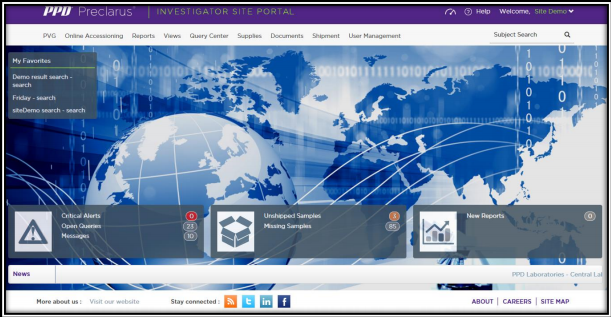 PPD Preclarus INVESTIGATOR SITE PORTAL Help Welcome, Site Demo
PVG Online Accessioning Reports Views Query Center Supplies Documents Shipment User Management Subject Search
My Favorites
Demo result search - search
Friday - search
siteDemo search - search
Critical Alerts 0
Open Queries 23
Messages 10
Unshipped Samples 3
Missing Samples 85
New Reports 0
News PPD Laboratories - Central Lab
More about us : Visit our website Stay connected : ABOUT | CAREERS | SITE MAP